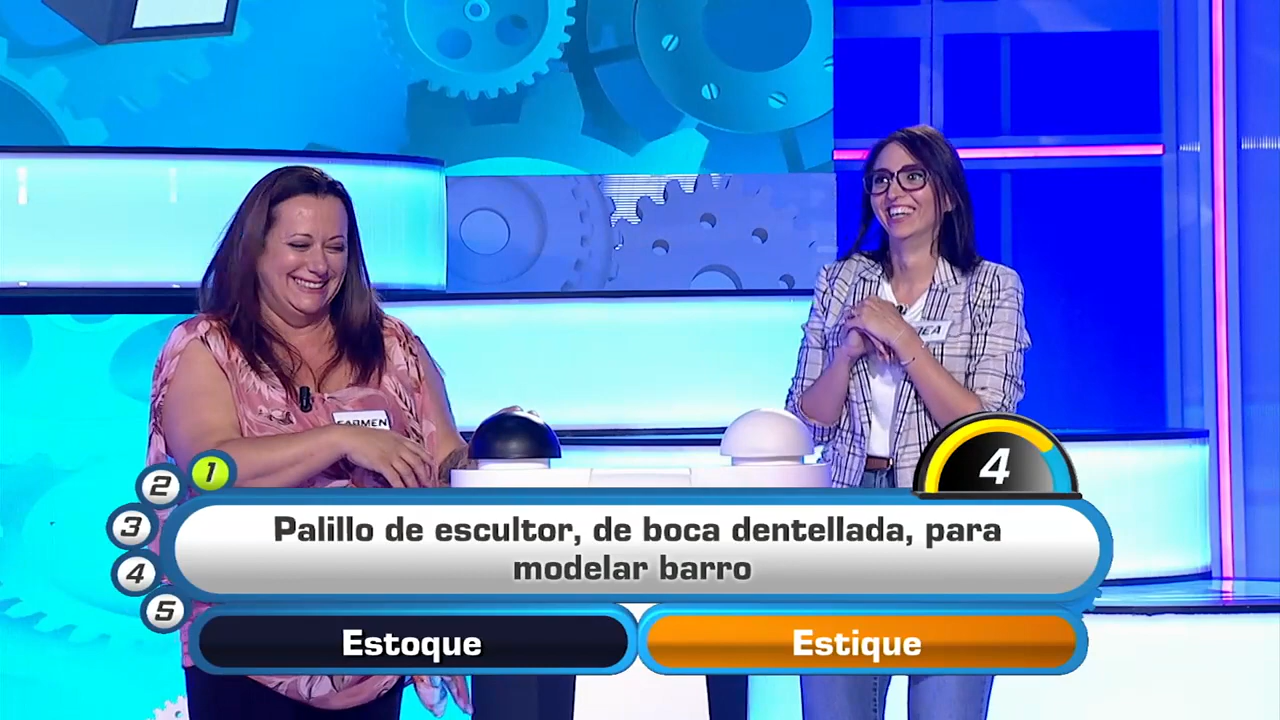 CARMEN
4
1
2
3
4
5
Palillo de escultor, de boca dentellada, para
modelar barro
Estoque
Estique